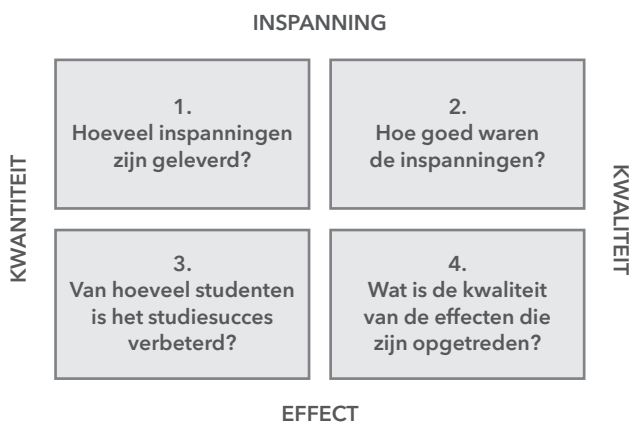 INSPANNING
KWANTITEIT
1.
Hoeveel inspanningen
zijn geleverd?
2.
Hoe goed waren
de inspanningen?
KWALITEIT
3.
Van hoeveel studenten
is het studiesucces
verbeterd?
4.
Wat is de kwaliteit
van de effecten die
zijn opgetreden?
EFFECT